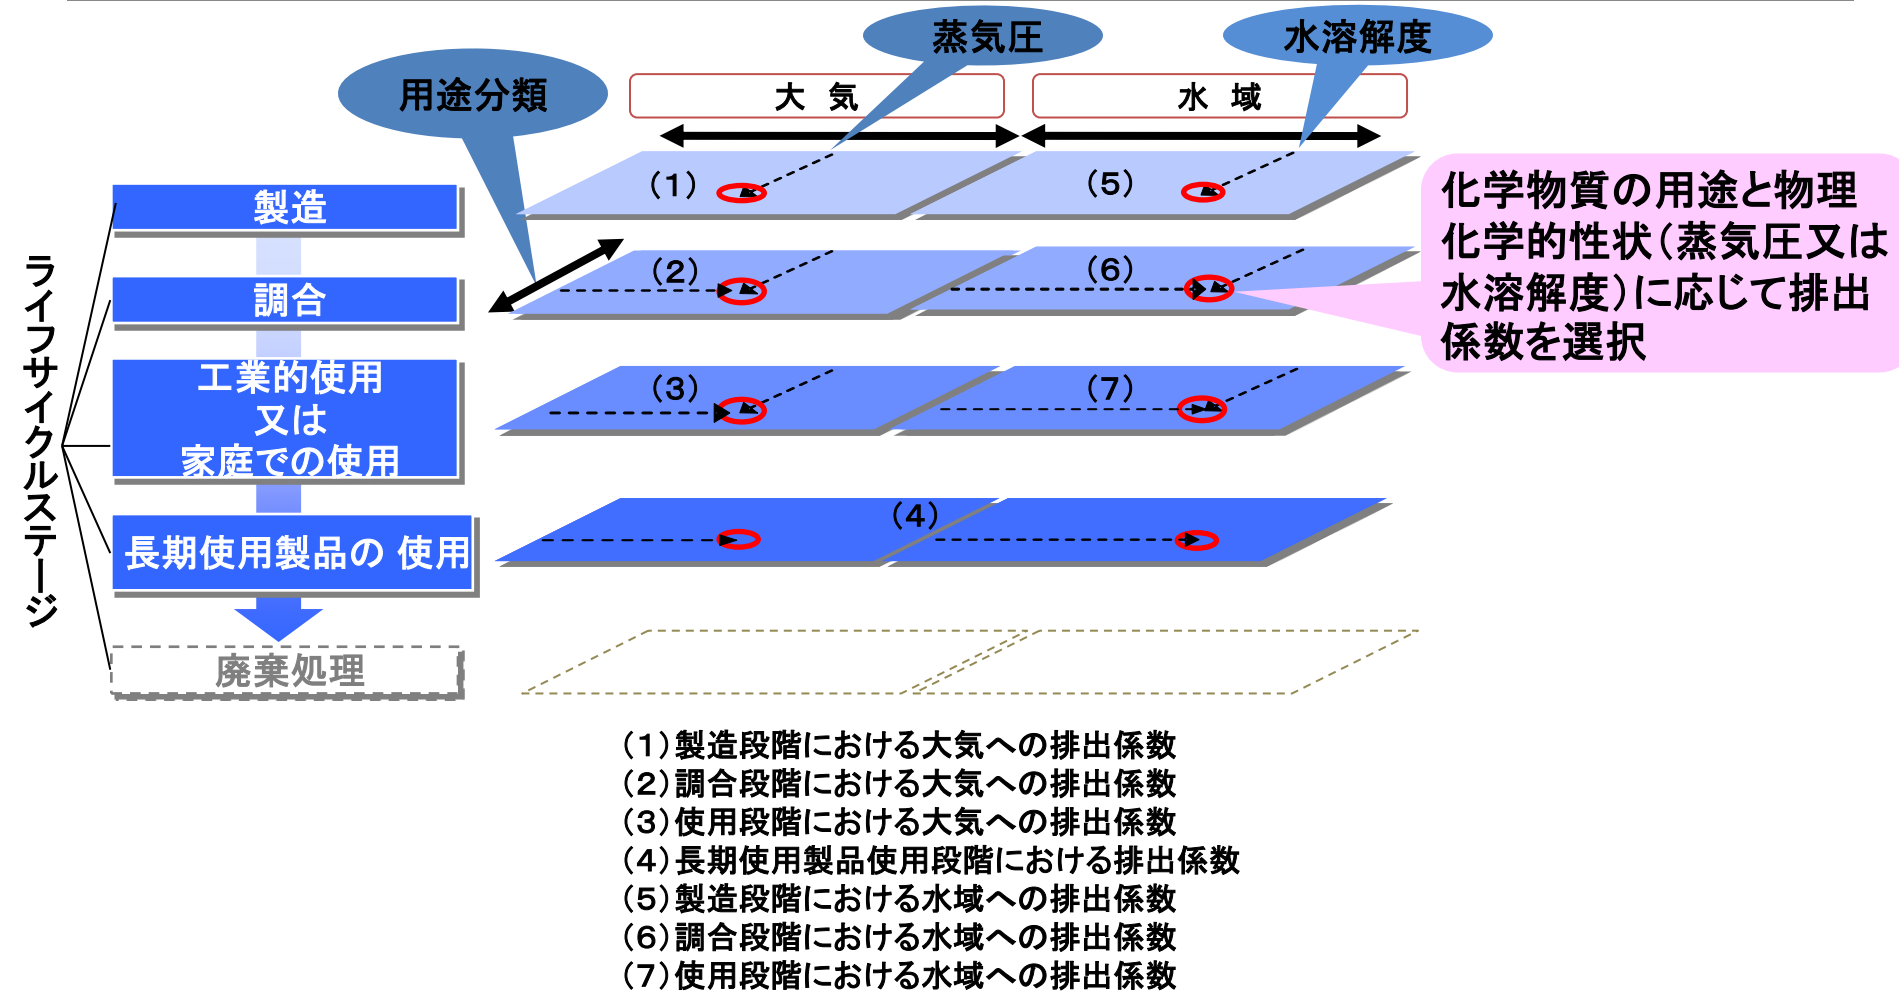 蒸気圧
水溶解度
用途分類
大　気
水　域
ライフサイクルステージ
製造
調合
工業的使用
又は
家庭での使用
長期使用製品の 使用
廃棄処理
（1）
（5）
（2）
（6）
（3）
（7）
（4）
化学物質の用途と物理
化学的性状（蒸気圧又は
水溶解度）に応じて排出
係数を選択
（1）製造段階における大気への排出係数
（2）調合段階における大気への排出係数
（3）使用段階における大気への排出係数
（4）長期使用製品使用段階における排出係数
（5）製造段階における水域への排出係数
（6）調合段階における水域への排出係数
（7）使用段階における水域への排出係数